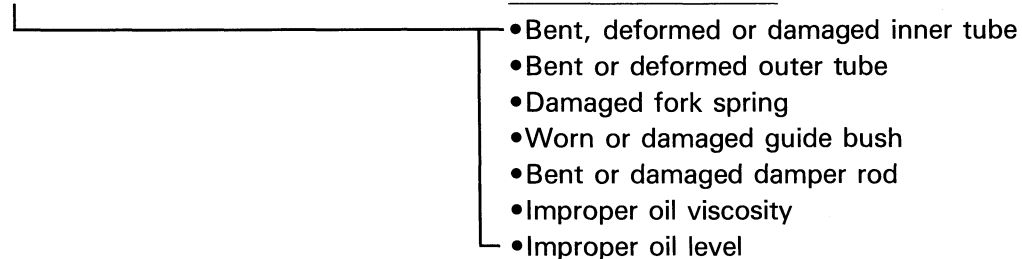 •Bent, deformed or damaged inner tube
•Bent or deformed outer tube
•Damaged fork spring
•Worn or damaged guide bush
•Bent or damaged damper rod
•Improper oil viscosity
•Improper oil level